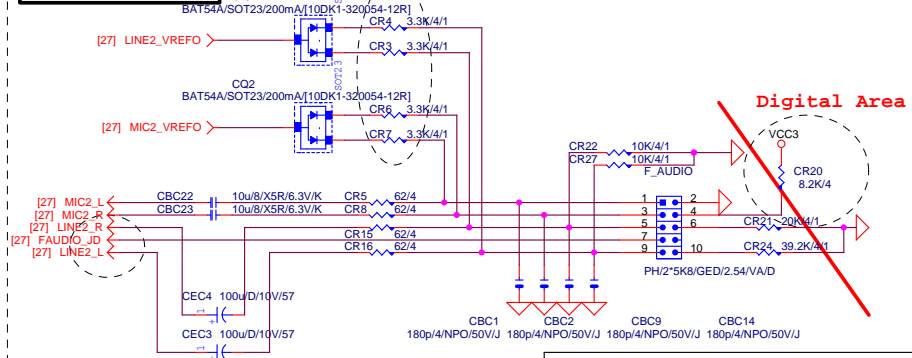 BAT54A/SOT23/200mA/[10DK1-320054-12R]
CR4 3.3K/4/1
[27] LINE2_VREFO
CR3 3.3K/4/1
SOT23
CQ2
BAT54A/SOT23/200mA/[10DK1-320054-12R]
CR6 3.3K/4/1
[27] MIC2_VREFO
CR7 3.3K/4/1
Digital Area
VCC3
CR22 10K/4/1
CR27 10K/4/1
F_AUDIO
CR20
8.2K/4
[27] MIC2_L CBC22 10u/8/X5R/6.3V/K CR5 62/4
[27] MIC2_R CBC23 10u/8/X5R/6.3V/K CR8 62/4
[27] LINE2_R CR15 62/4
[27] FAUDIO_JD
[27] LINE2_L CR16 62/4
1 2
3 4
5 6
7
9 10
CR21 20K/4/1
CR24 39.2K/4/1
PH/2*5K8/GED/2.54/VA/D
CEC4 100u/D/10V/57
1 +
CEC3 100u/D/10V/57
1 +
CBC1 CBC2 CBC9 CBC14
180p/4/NPO/50V/J 180p/4/NPO/50V/J 180p/4/NPO/50V/J 180p/4/NPO/50V/J